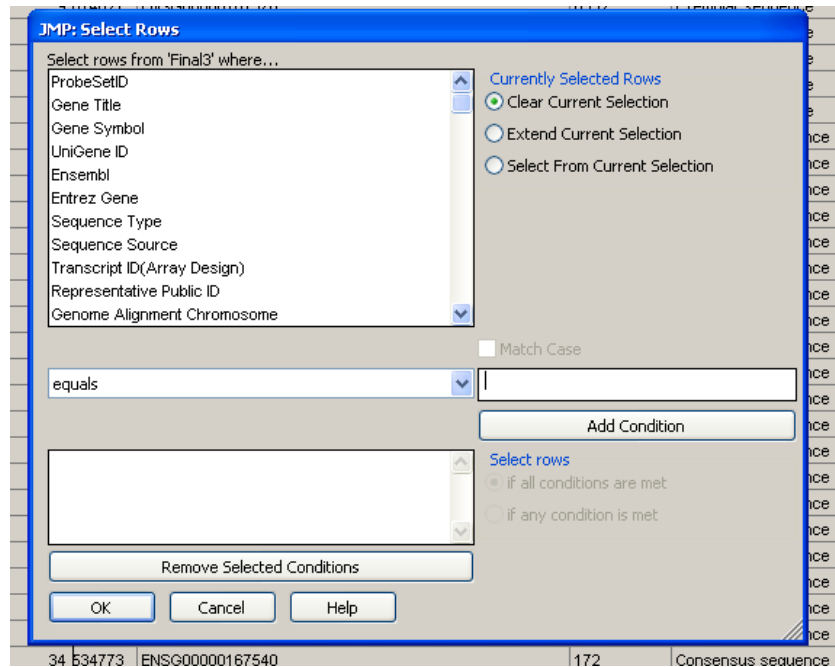 JMP: Select Rows
Select rows from 'Final3' where...
ProbeSetID
Gene Title
Gene Symbol
UniGene ID
Ensembl
Entrez Gene
Sequence Type
Sequence Source
Transcript ID(Array Design)
Representative Public ID
Genome Alignment Chromosome
Currently Selected Rows
Clear Current Selection
Extend Current Selection
Select From Current Selection
Match Case
equals
Add Condition
Select rows
if all conditions are met
if any condition is met
Remove Selected Conditions
OK Cancel Help
34 534773 ENSG00000167540 172 Consensus sequence